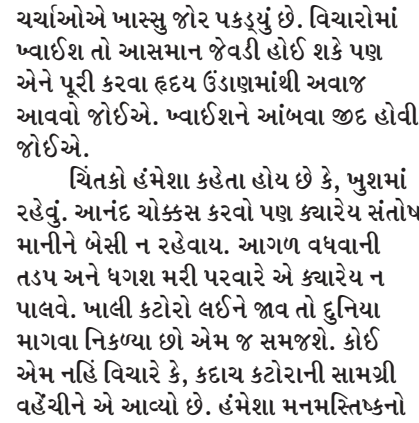 ચર્ચાઓએ ખાસ્સુ જોર પકડ્યું છે. વિચારોમાં
ખ્વાઈશ તો આસમાન જેવડી હોઈ શકે પણ
એને પૂરી કરવા હૃદય ઉંડાણમાંથી અવાજ
આવવો જોઈએ. ખ્વાઈશને આંબવા જીદ હોવી
જોઈએ.
ચિંતકો હંમેશા કહેતા હોય છે કે, ખુશમાં
રહેવું. આનંદ ચોક્કસ કરવો પણ ક્યારેય સંતોષ
માનીને બેસી ન રહેવાય. આગળ વધવાની
તડપ અને ધગશ મરી પરવારે એ ક્યારેય ન
પાલવે. ખાલી કટોરો લઈને જાવ તો દુનિયા
માગવા નિકળ્યા છો એમ જ સમજશે. કોઈ
એમ નહિં વિચારે કે, કદાચ કટોરાની સામગ્રી
વહેંચીને એ આવ્યો છે. હંમેશા મનમસ્તિષ્કનો